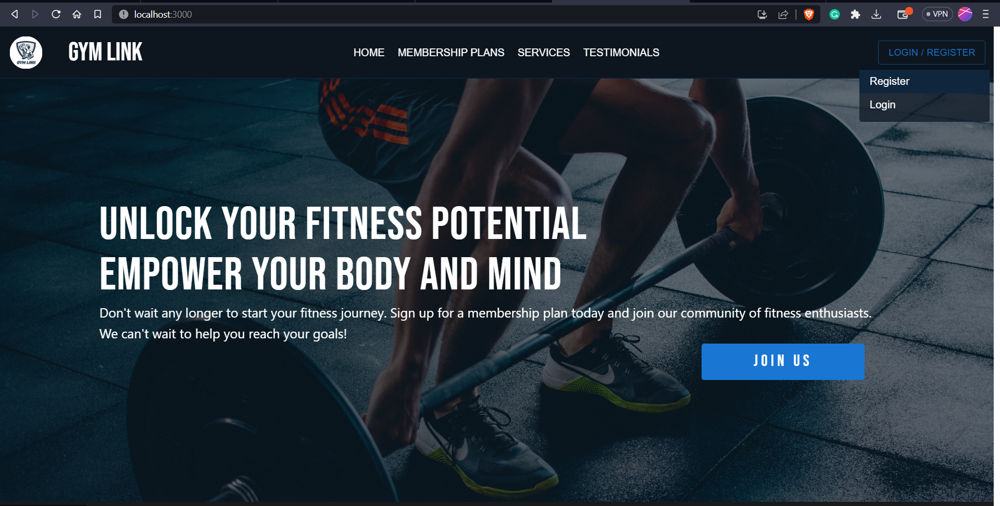 localhost:3000
VPN
GYM LINK
GYM LINK
HOME MEMBERSHIP PLANS SERVICES TESTIMONIALS
LOGIN / REGISTER
Register
Login
UNLOCK YOUR FITNESS POTENTIAL
EMPOWER YOUR BODY AND MIND
Don't wait any longer to start your fitness journey. Sign up for a membership plan today and join our community of fitness enthusiasts.
We can't wait to help you reach your goals!
JOIN US